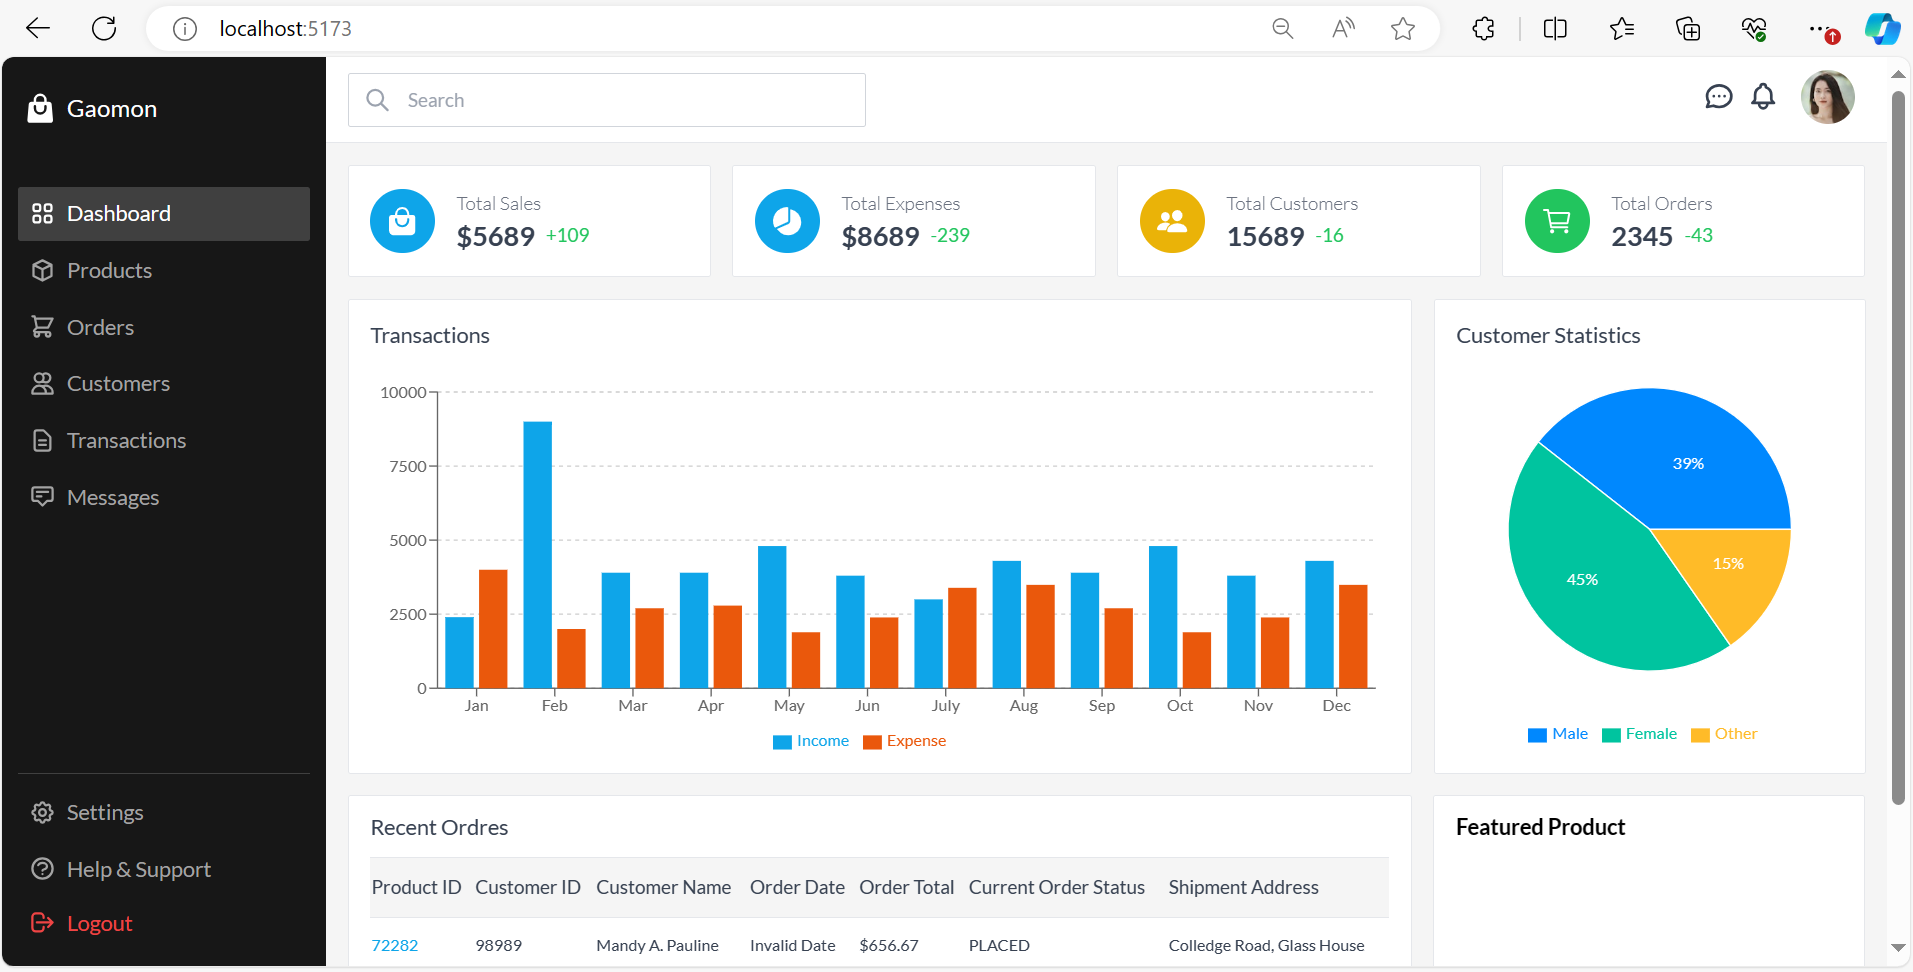 localhost:5173
Gaomon
Search
Dashboard
Products
Orders
Customers
Transactions
Messages
Settings
Help & Support
Logout
Total Sales
$5689 +109
Total Expenses
$8689 -239
Total Customers
15689 -16
Total Orders
2345 -43
Transactions
10000
7500
5000
2500
0
Jan Feb Mar Apr May Jun July Aug Sep Oct Nov Dec
Income Expense
Customer Statistics
39%
45%
15%
Male Female Other
Recent Ordres
Product ID Customer ID Customer Name Order Date Order Total Current Order Status Shipment Address
72282 98989 Mandy A. Pauline Invalid Date $656.67 PLACED Colledge Road, Glass House
Featured Product